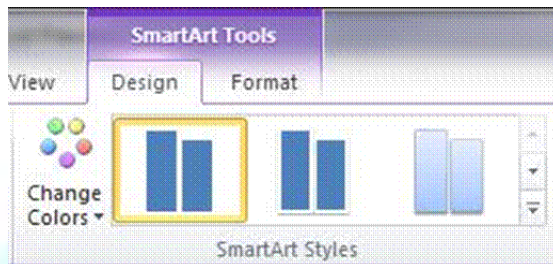 SmartArt Tools
View Design Format
Change
Colors
SmartArt Styles